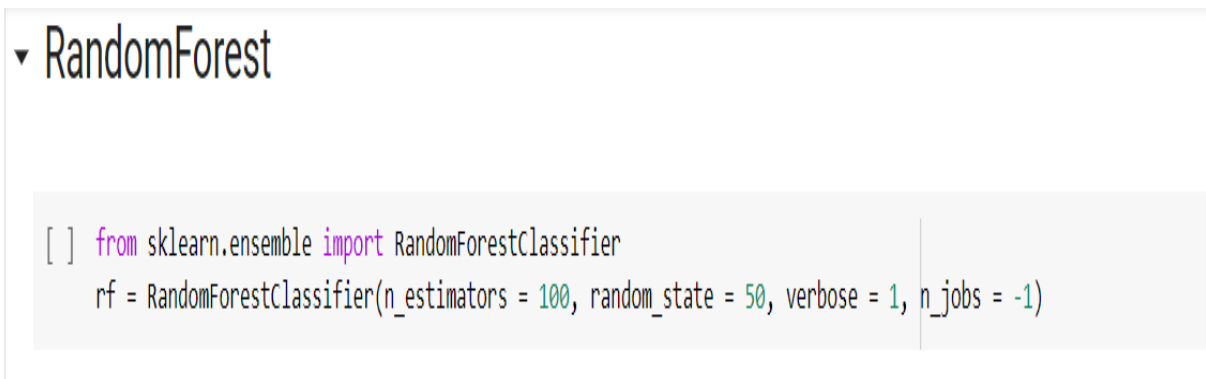 RandomForest
[ ] from sklearn.ensemble import RandomForestClassifier
rf = RandomForestClassifier(n_estimators = 100, random_state = 50, verbose = 1, n_jobs = -1)